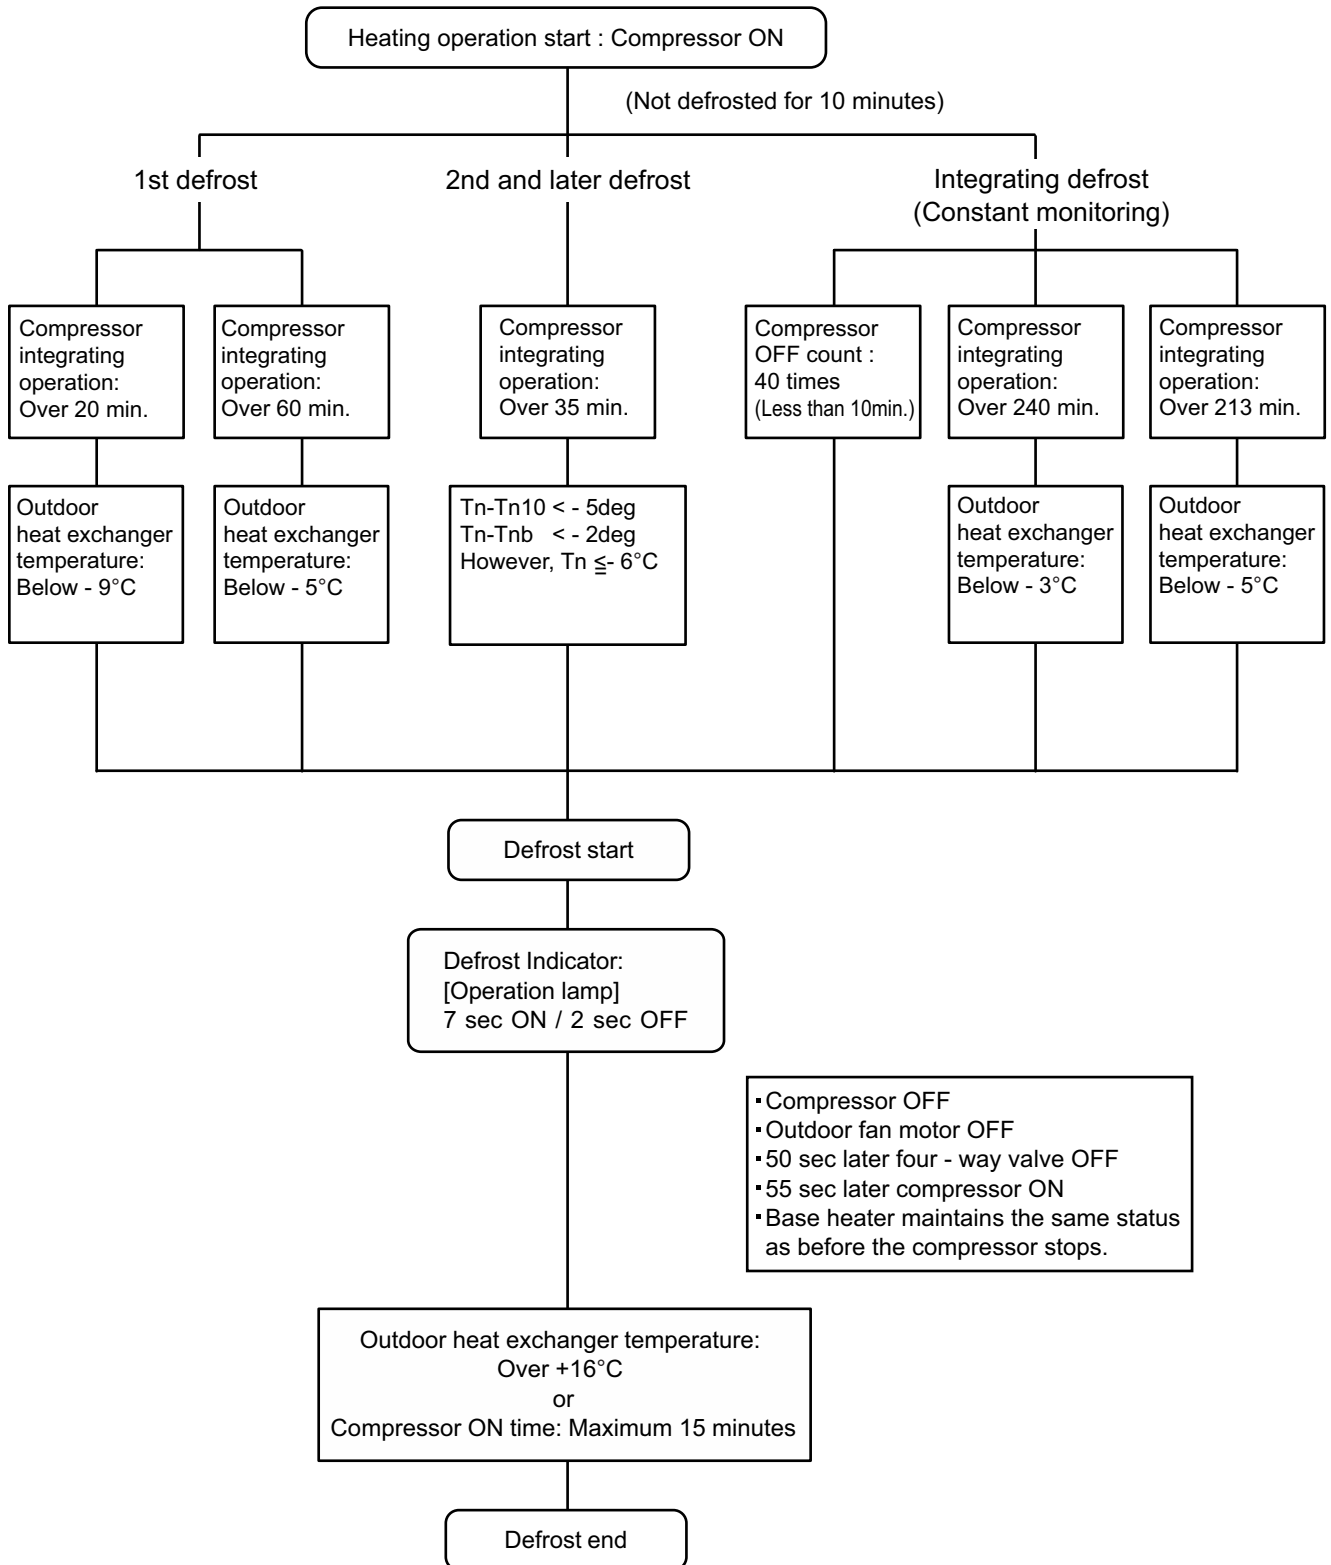 Heating operation start : Compressor ON
(Not defrosted for 10 minutes)
1st defrost
2nd and later defrost
Integrating defrost
(Constant monitoring)
Compressor
integrating
operation:
Over 20 min.
Compressor
integrating
operation:
Over 60 min.
Compressor
integrating
operation:
Over 35 min.
Compressor
OFF count :
40 times
(Less than 10min.)
Compressor
integrating
operation:
Over 240 min.
Compressor
integrating
operation:
Over 213 min.
Outdoor
heat exchanger
temperature:
Below - 9°C
Outdoor
heat exchanger
temperature:
Below - 5°C
Tn-Tn10 < - 5deg
Tn-Tnb < - 2deg
However, Tn ≦- 6°C
Outdoor
heat exchanger
temperature:
Below - 3°C
Outdoor
heat exchanger
temperature:
Below - 5°C
Defrost start
Defrost Indicator:
[Operation lamp]
7 sec ON / 2 sec OFF
▪Compressor OFF
▪Outdoor fan motor OFF
▪50 sec later four - way valve OFF
▪55 sec later compressor ON
▪Base heater maintains the same status
as before the compressor stops.
Outdoor heat exchanger temperature:
Over +16°C
or
Compressor ON time: Maximum 15 minutes
Defrost end